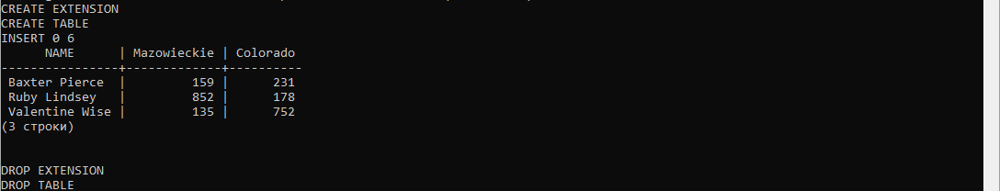 CREATE EXTENSION
CREATE TABLE
INSERT 0 6
      NAME      | Mazowieckie | Colorado
----------------+-------------+----------
 Baxter Pierce  |         159 |      231
 Ruby Lindsey   |         852 |      178
 Valentine Wise |         135 |      752
(3 строки)
DROP EXTENSION
DROP TABLE